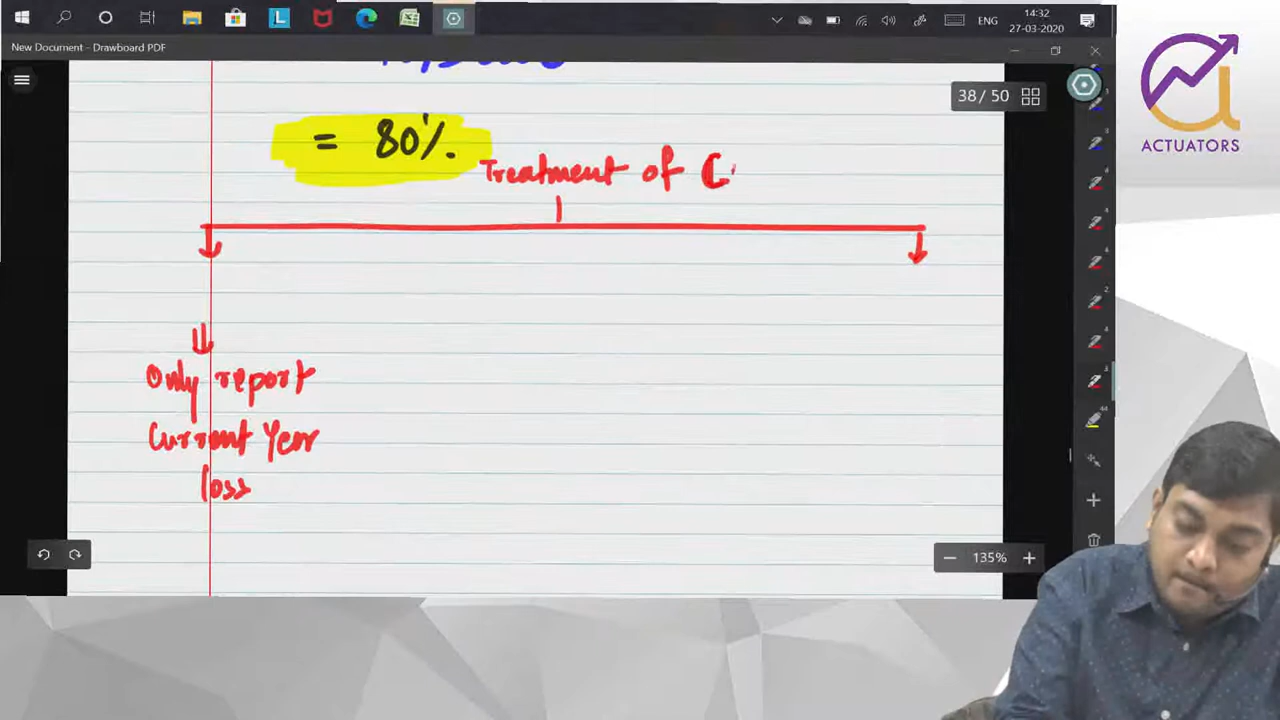 ENG
14:32
27-03-2020
New Document - Drawboard PDF
38 / 50
ACTUATORS
= 80%.
Treatment of C
Only report
Current Year
loss
135%